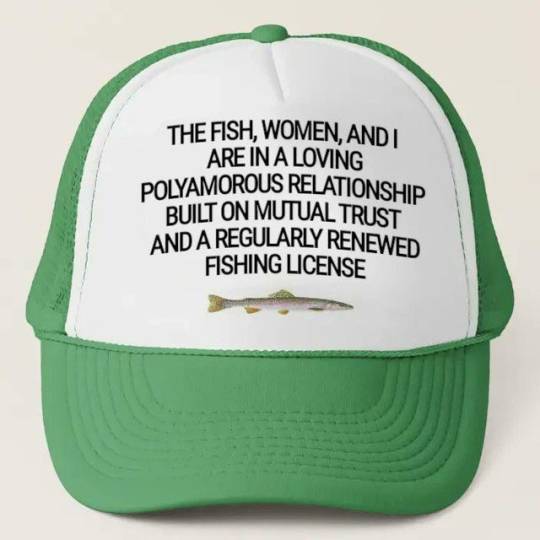 THE FISH, WOMEN, AND I
ARE IN A LOVING
POLYAMOROUS RELATIONSHIP
BUILT ON MUTUAL TRUST
AND A REGULARLY RENEWED
FISHING LICENSE